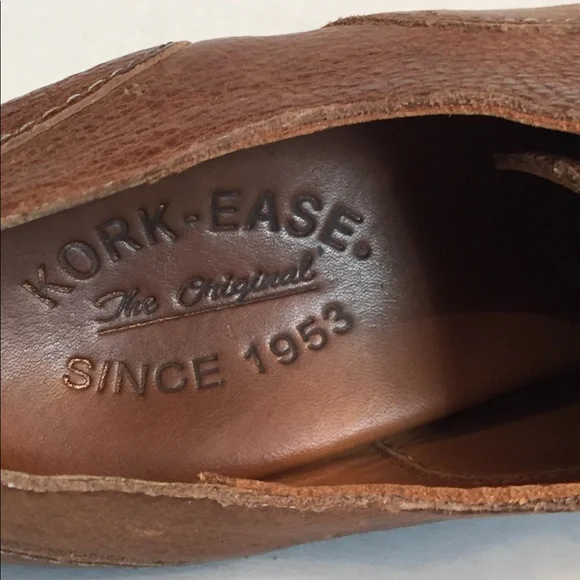 KORK-EASE.
The Original
SINCE 1953